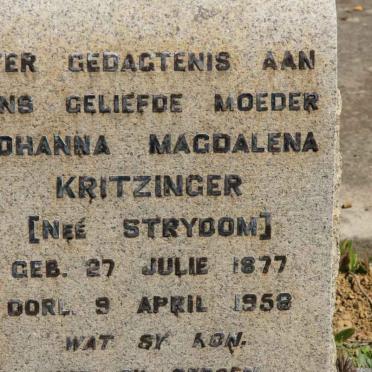 TER GEDAGTENIS AAN
NS GELIEFDE MOEDER
OHANNA MAGDALENA
KRITZINGER
[NEÉ STRYDOM]
GEB. 27 JULIE 1877
OORL. 9 APRIL 1958
WAT SY KON.